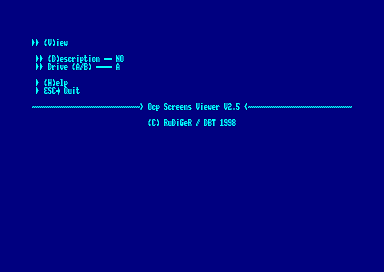 (V)iew
(D)escription — NO
Drive (A/B) — A
(H)elp
ESC Quit
Ocp Screens Viewer V2.5
(C) RuDiGeR / DBT 1998